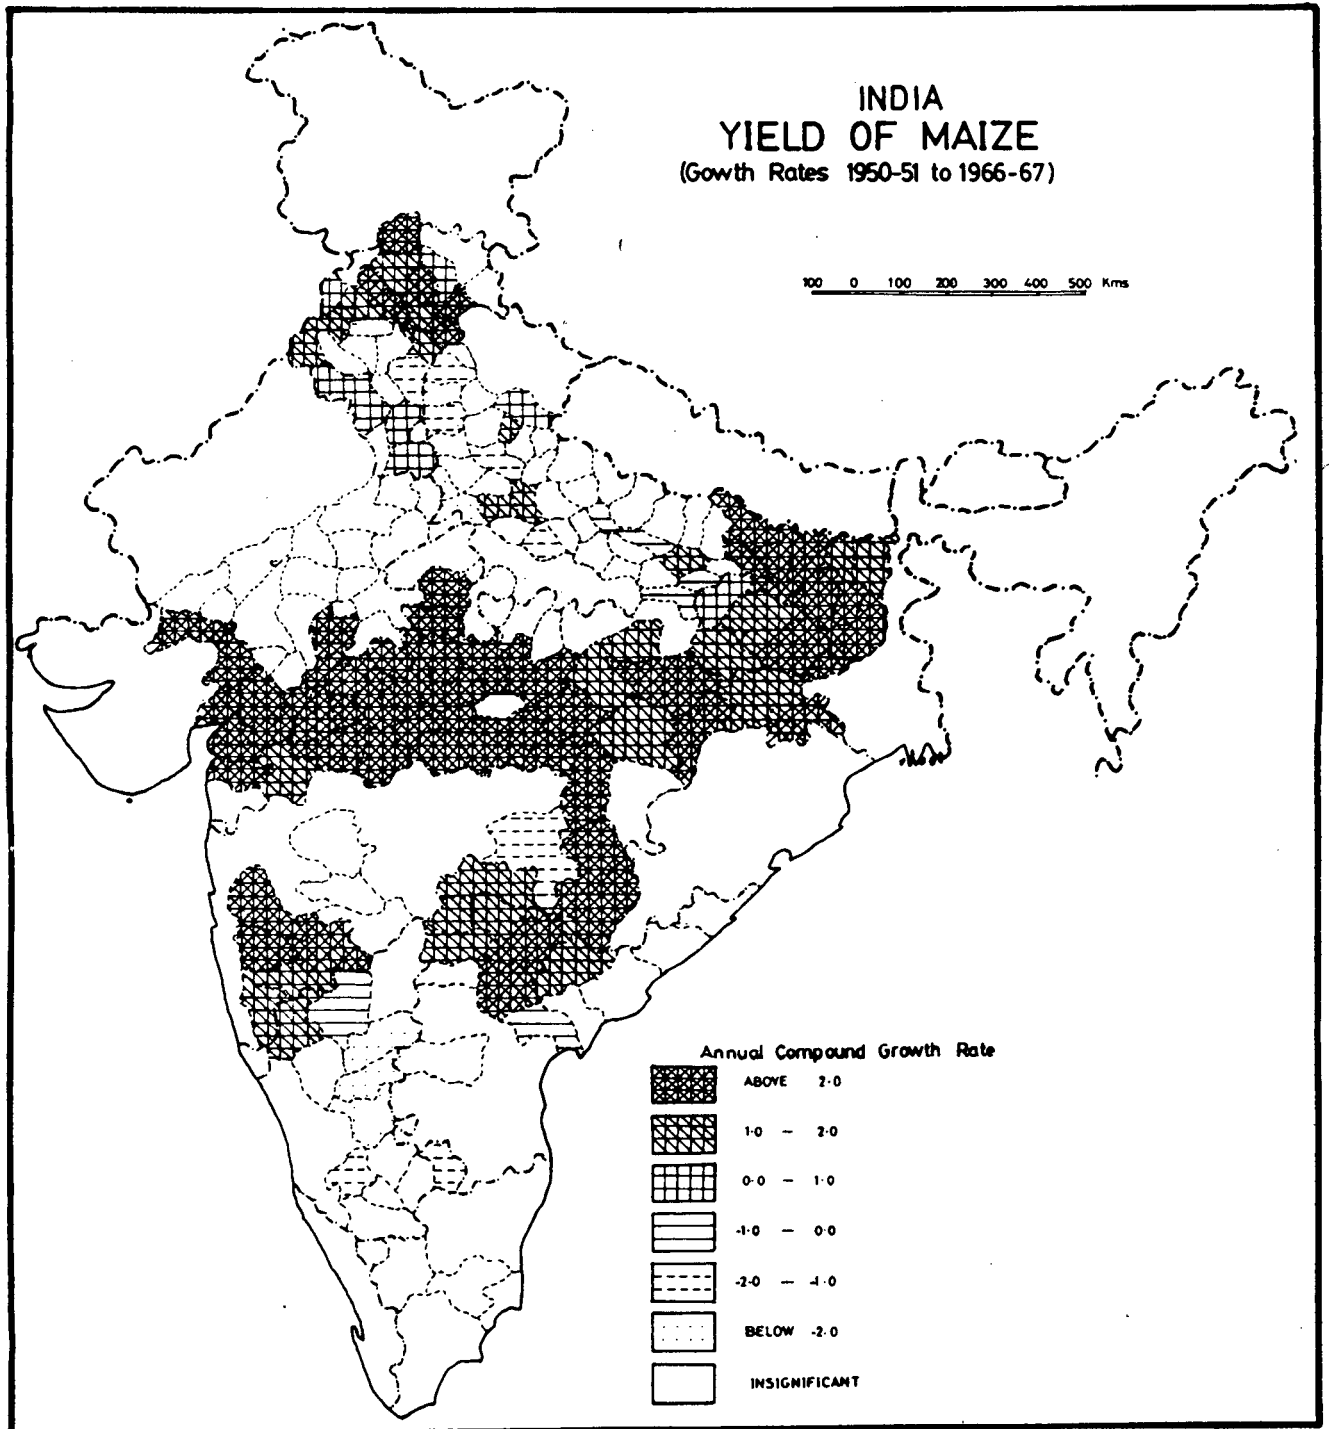 INDIA
YIELD OF MAIZE
(Gowth Rates 1950-51 to 1966-67)
100 0 100 200 300 400 500 Kms
Annual Compound Growth Rate
ABOVE 2·0
1·0 — 2·0
0·0 — 1·0
-1·0 — 0·0
-2·0 — -1·0
BELOW -2·0
INSIGNIFICANT